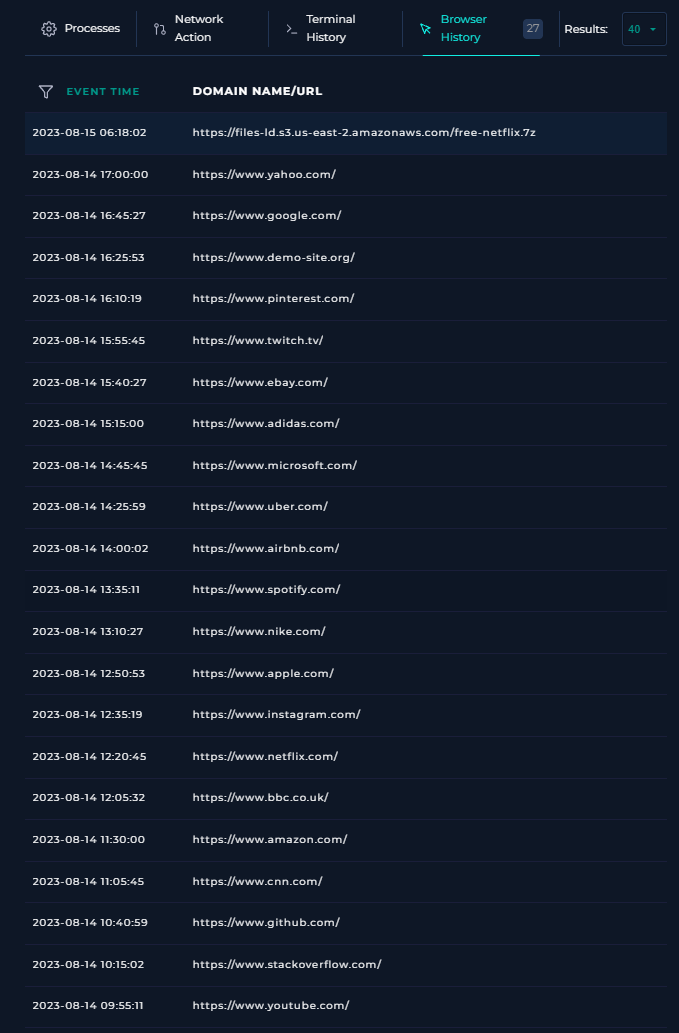 Processes
Network
Action
Terminal
History
Browser
History
27
Results:
40
EVENT TIME DOMAIN NAME/URL
2023-08-15 06:18:02 https://files-ld.s3.us-east-2.amazonaws.com/free-netflix.7z
2023-08-14 17:00:00 https://www.yahoo.com/
2023-08-14 16:45:27 https://www.google.com/
2023-08-14 16:25:53 https://www.demo-site.org/
2023-08-14 16:10:19 https://www.pinterest.com/
2023-08-14 15:55:45 https://www.twitch.tv/
2023-08-14 15:40:27 https://www.ebay.com/
2023-08-14 15:15:00 https://www.adidas.com/
2023-08-14 14:45:45 https://www.microsoft.com/
2023-08-14 14:25:59 https://www.uber.com/
2023-08-14 14:00:02 https://www.airbnb.com/
2023-08-14 13:35:11 https://www.spotify.com/
2023-08-14 13:10:27 https://www.nike.com/
2023-08-14 12:50:53 https://www.apple.com/
2023-08-14 12:35:19 https://www.instagram.com/
2023-08-14 12:20:45 https://www.netflix.com/
2023-08-14 12:05:32 https://www.bbc.co.uk/
2023-08-14 11:30:00 https://www.amazon.com/
2023-08-14 11:05:45 https://www.cnn.com/
2023-08-14 10:40:59 https://www.github.com/
2023-08-14 10:15:02 https://www.stackoverflow.com/
2023-08-14 09:55:11 https://www.youtube.com/